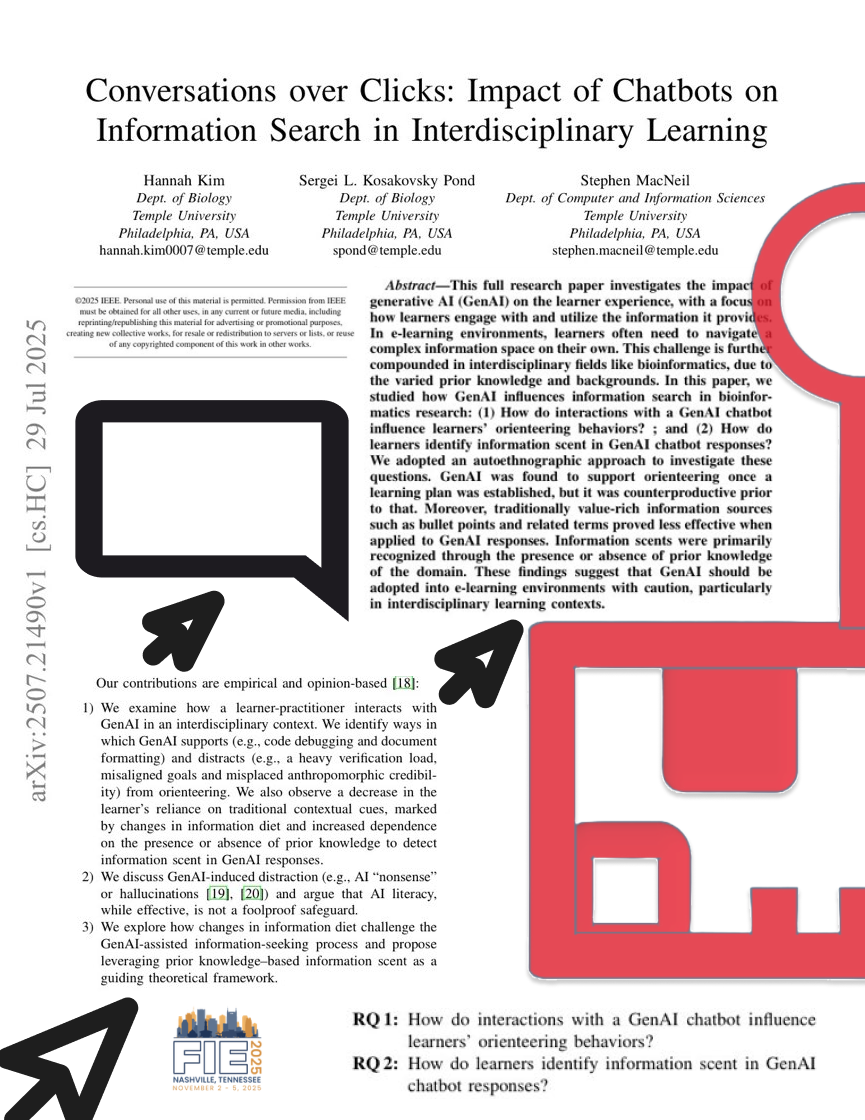 Conversations over Clicks: Impact of Chatbots on
Information Search in Interdisciplinary Learning
Hannah Kim
Dept. of Biology
Temple University
Philadelphia, PA, USA
hannah.kim0007@temple.edu
Sergei L. Kosakovsky Pond
Dept. of Biology
Temple University
Philadelphia, PA, USA
spond@temple.edu
Stephen MacNeil
Dept. of Computer and Information Sciences
Temple University
Philadelphia, PA, USA
stephen.macneil@temple.edu
arXiv:2507.21490v1 [cs.HC] 29 Jul 2025
©2025 IEEE. Personal use of this material is permitted. Permission from IEEE
must be obtained for all other uses, in any current or future media, including
reprinting/republishing this material for advertising or promotional purposes,
creating new collective works, for resale or redistribution to servers or lists, or reuse
of any copyrighted component of this work in other works.
Abstract—This full research paper investigates the impact of
generative AI (GenAI) on the learner experience, with a focus on
how learners engage with and utilize the information it provides.
In e-learning environments, learners often need to navigate a
complex information space on their own. This challenge is further
compounded in interdisciplinary fields like bioinformatics, due to
the varied prior knowledge and backgrounds. In this paper, we
studied how GenAI influences information search in bioinfor-
matics research: (1) How do interactions with a GenAI chatbot
influence learners' orienteering behaviors? ; and (2) How do
learners identify information scent in GenAI chatbot responses?
We adopted an autoethnographic approach to investigate these
questions. GenAI was found to support orienteering once a
learning plan was established, but it was counterproductive prior
to that. Moreover, traditionally value-rich information sources
such as bullet points and related terms proved less effective when
applied to GenAI responses. Information scents were primarily
recognized through the presence or absence of prior knowledge
of the domain. These findings suggest that GenAI should be
adopted into e-learning environments with caution, particularly
in interdisciplinary learning contexts.
Our contributions are empirical and opinion-based [18]:
1) We examine how a learner-practitioner interacts with
GenAI in an interdisciplinary context. We identify ways in
which GenAI supports (e.g., code debugging and document
formatting) and distracts (e.g., a heavy verification load,
misaligned goals and misplaced anthropomorphic credibil-
ity) from orienteering. We also observe a decrease in the
learner's reliance on traditional contextual cues, marked
by changes in information diet and increased dependence
on the presence or absence of prior knowledge to detect
information scent in GenAI responses.
2) We discuss GenAI-induced distraction (e.g., AI “nonsense”
or hallucinations [19], [20]) and argue that AI literacy,
while effective, is not a foolproof safeguard.
3) We explore how changes in information diet challenge the
GenAI-assisted information-seeking process and propose
leveraging prior knowledge–based information scent as a
guiding theoretical framework.
FIE 2025
NASHVILLE, TENNESSEE
NOVEMBER 2 - 5, 2025
RQ 1: How do interactions with a GenAI chatbot influence
learners' orienteering behaviors?
RQ 2: How do learners identify information scent in GenAI
chatbot responses?